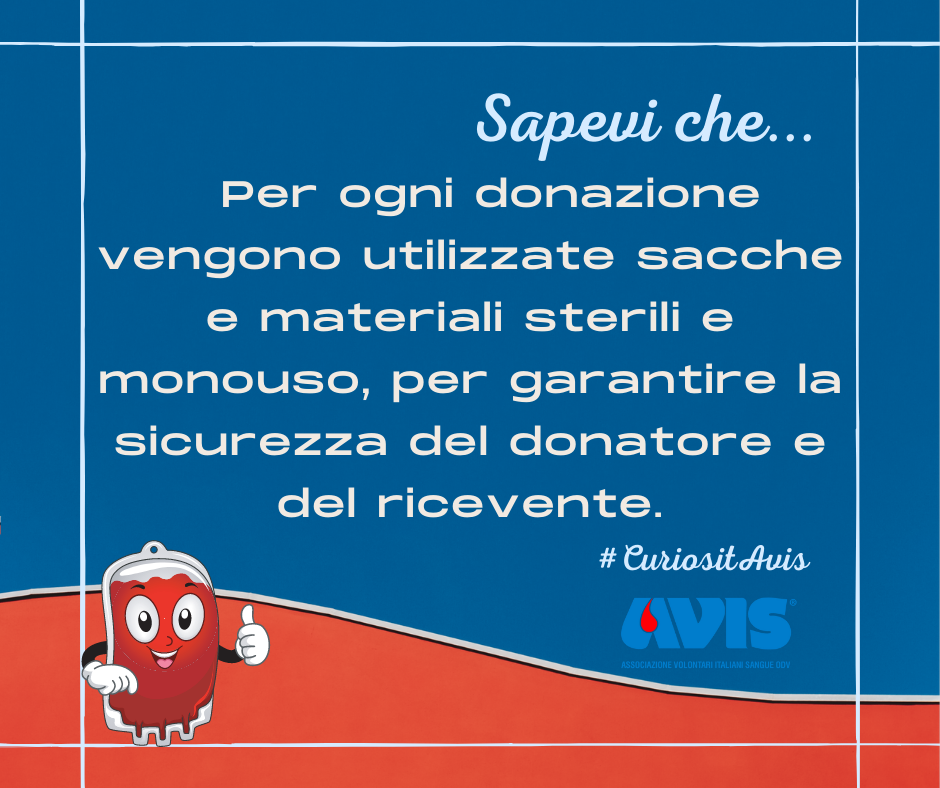 Sapevi che...
Per ogni donazione
vengono utilizzate sacche
e materiali sterili e
monouso, per garantire la
sicurezza del donatore e
del ricevente.
#CuriositAvis
AVIS®
ASSOCIAZIONE VOLONTARI ITALIANI SANGUE ODV